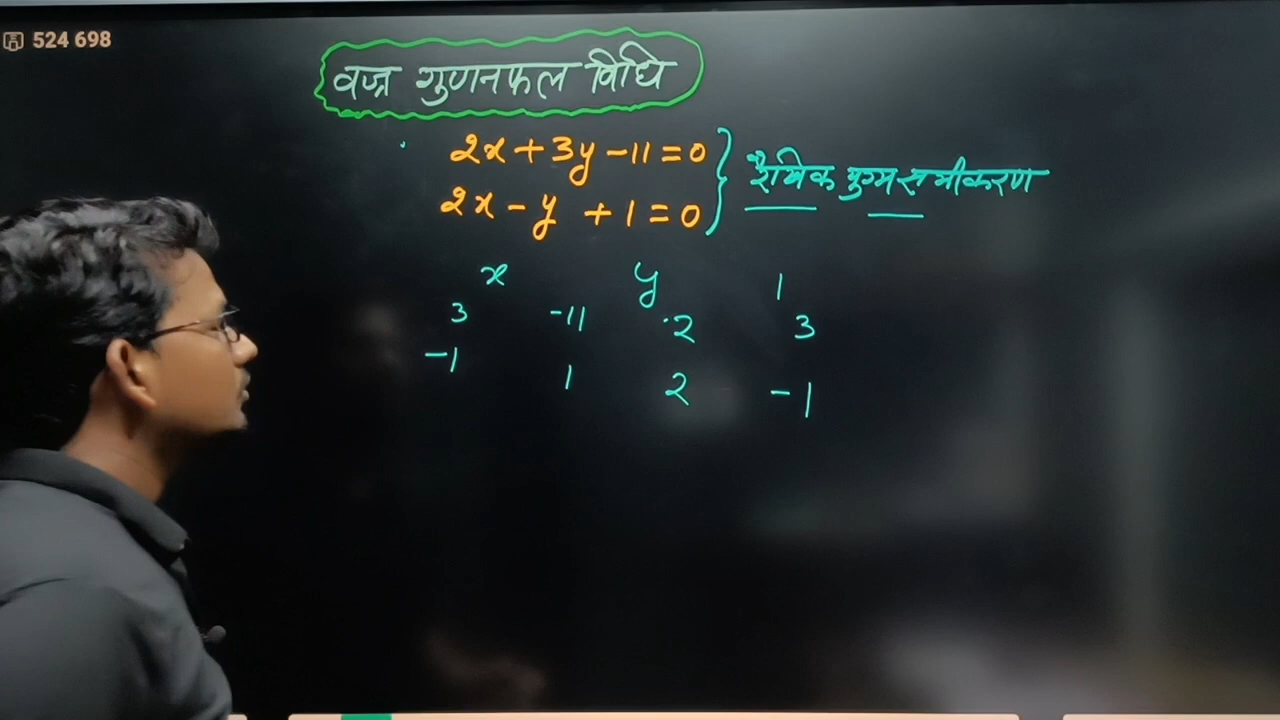 524 698
वज्र गुणनफल विधि
2x + 3y - 11 = 0
2x - y + 1 = 0
रैखिक युग्म समीकरण
x y 1
3 -11 2 3
-1 1 2 -1